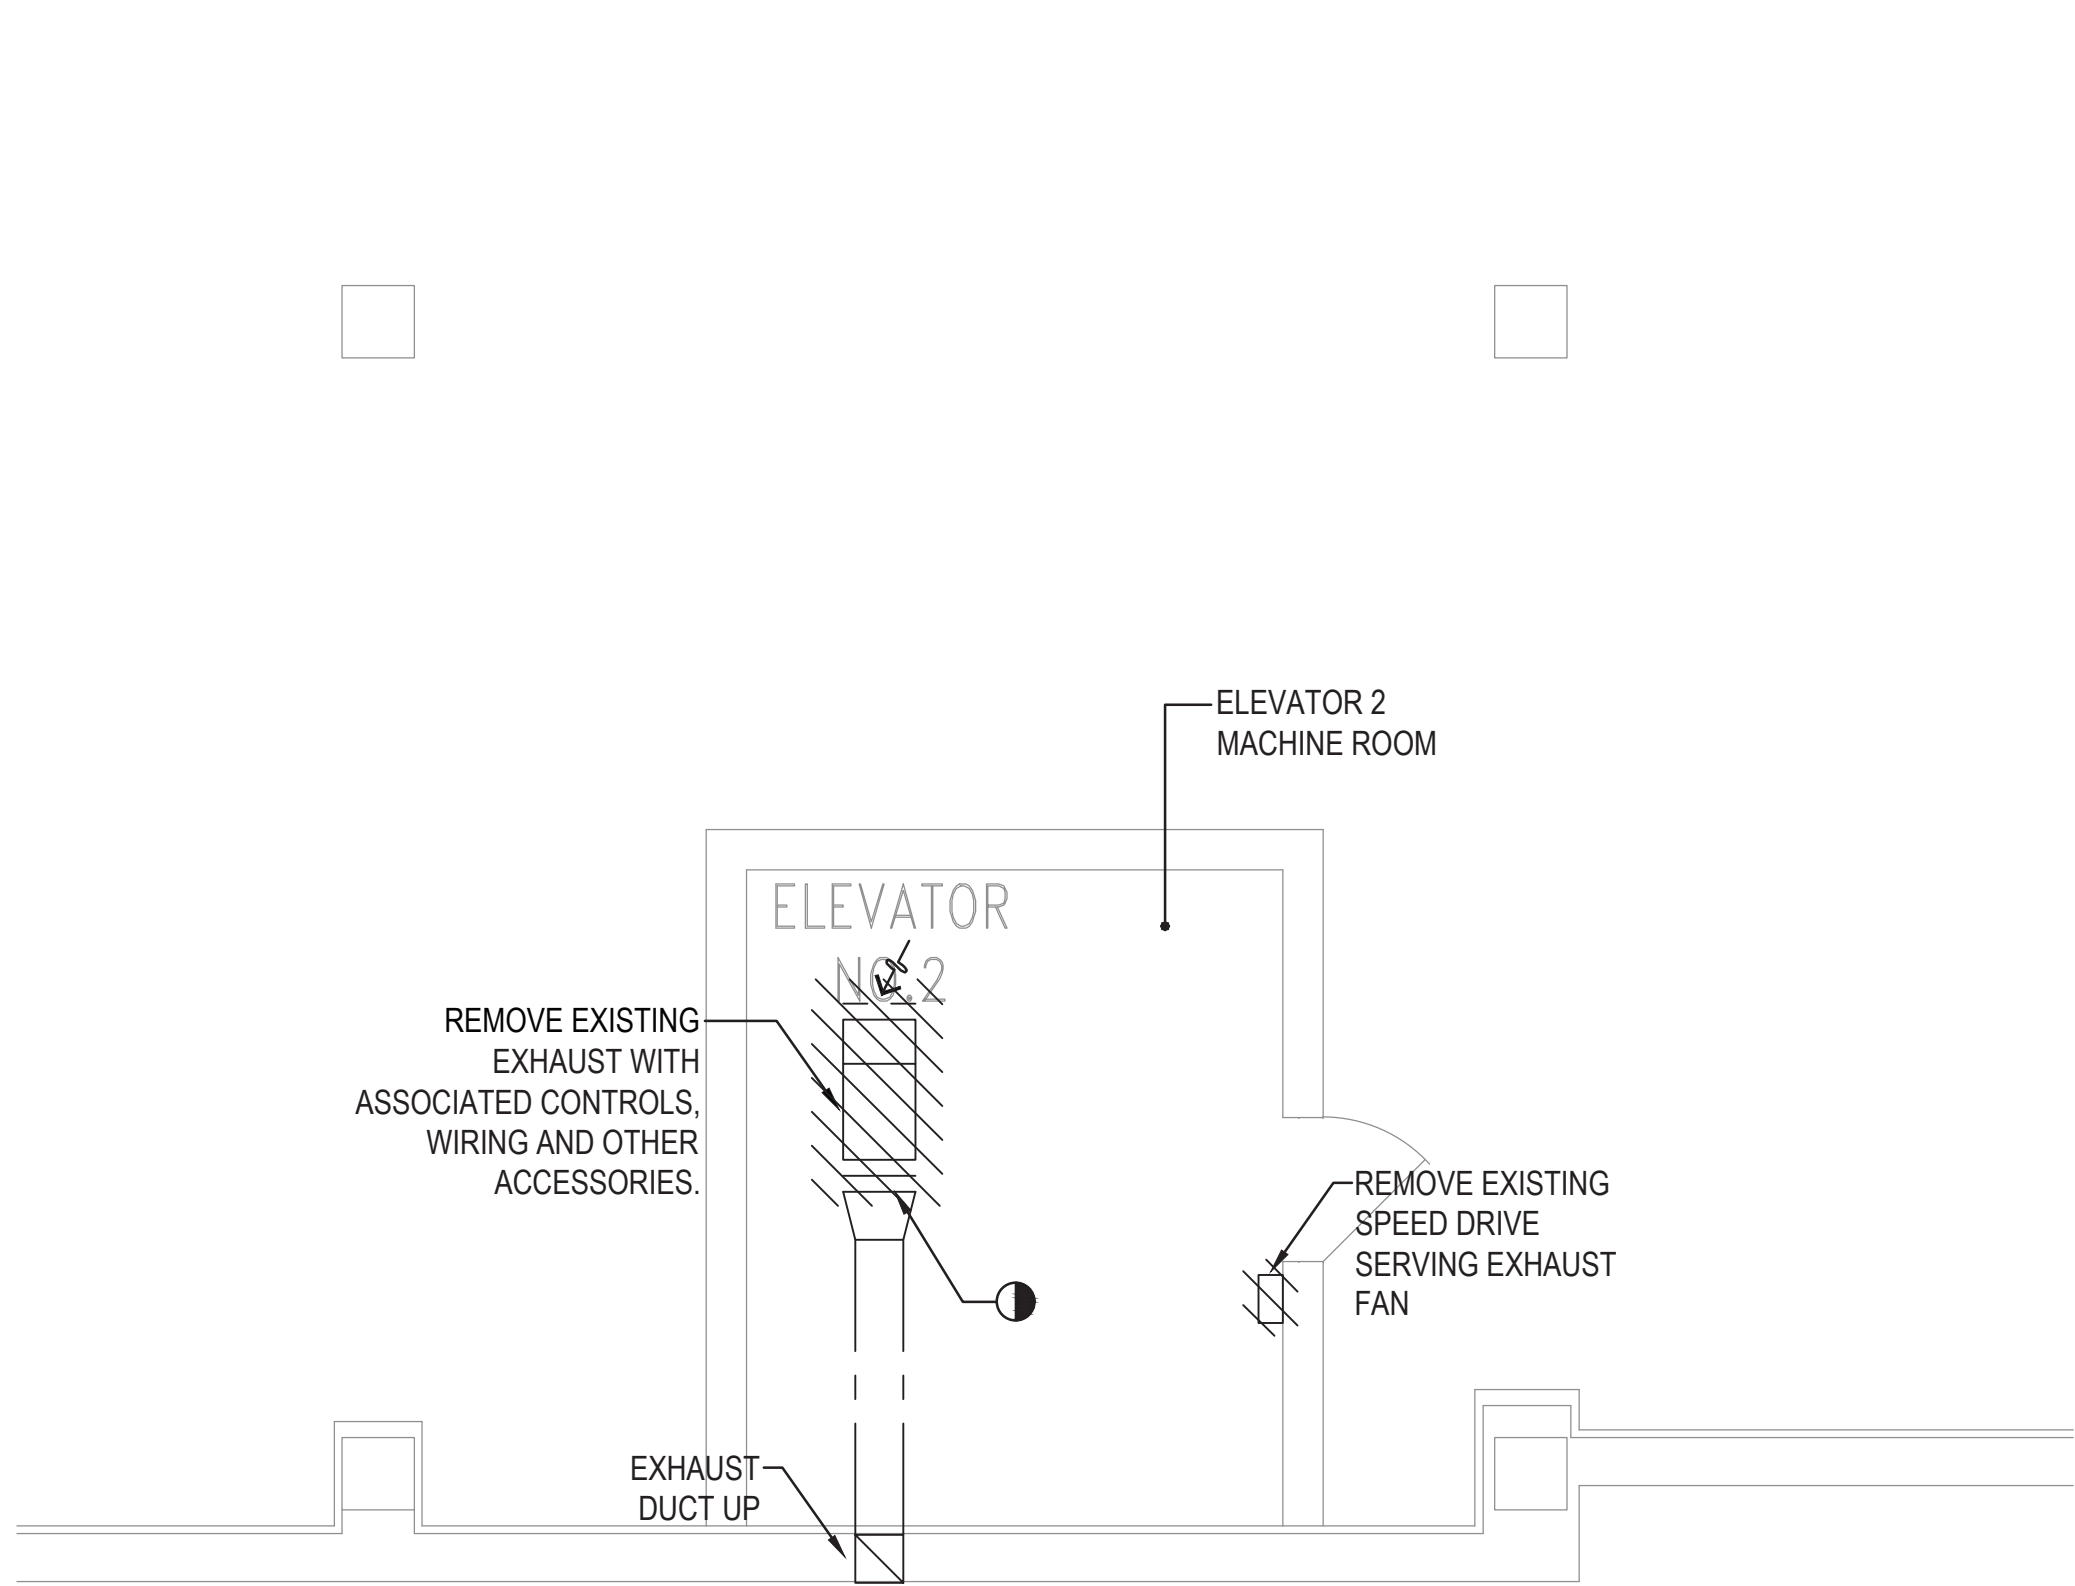 ELEVATOR 2
MACHINE ROOM
ELEVATOR
NO.2
REMOVE EXISTING
EXHAUST WITH
ASSOCIATED CONTROLS,
WIRING AND OTHER
ACCESSORIES.
REMOVE EXISTING
SPEED DRIVE
SERVING EXHAUST
FAN
EXHAUST
DUCT UP